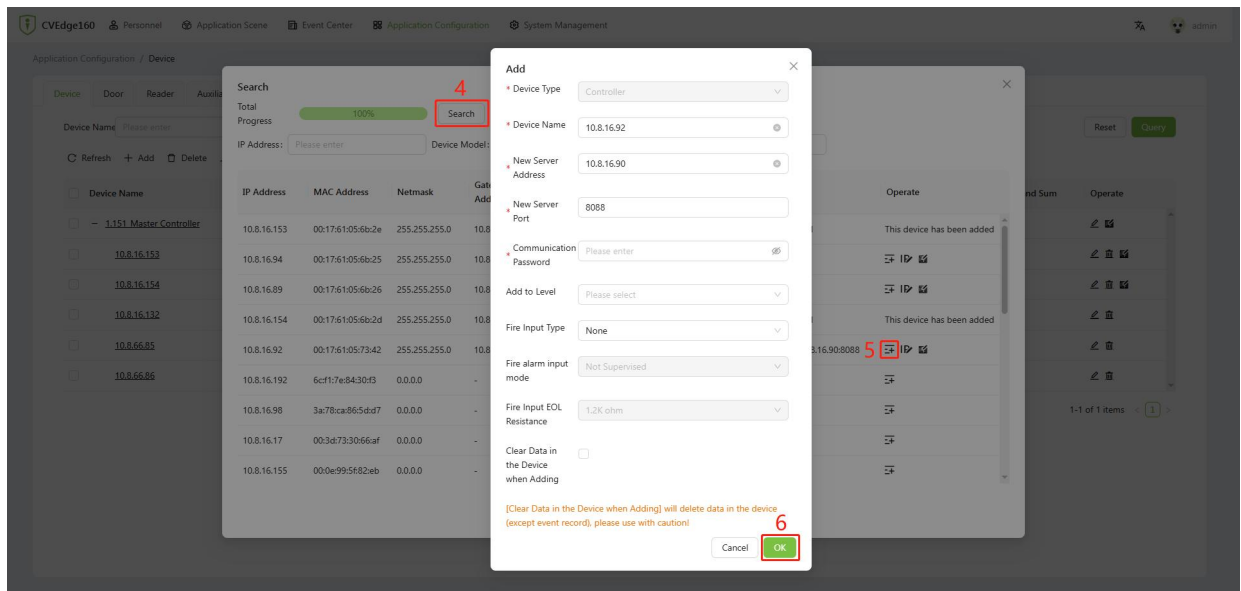 CVEdge160 Personnel Application Scene Event Center Application Configuration System Management admin
Application Configuration / Device
Device Door Reader
Device Name Please enter Reset Query
Refresh + Add Delete
Device Name Operate
1.151 Master Controller
10.8.16.153
10.8.16.154
10.8.16.132
10.8.66.85
10.8.66.86
1-1 of 1 items < 1 >
Search
4
Total Progress 100% Search
IP Address: Please enter Device Model:
IP Address MAC Address Netmask Operate
10.8.16.153 00:17:61:05:6b:2e 255.255.255.0 This device has been added
10.8.16.94 00:17:61:05:6b:25 255.255.255.0
10.8.16.89 00:17:61:05:6b:26 255.255.255.0
10.8.16.154 00:17:61:05:6b:2d 255.255.255.0 This device has been added
10.8.16.92 00:17:61:05:73:42 255.255.255.0 8.16.90:8088 5
10.8.16.192 6c:f1:7e:84:30:f3 0.0.0.0 -
10.8.16.98 3a:78:ca:86:5d:d7 0.0.0.0 -
10.8.16.17 00:3d:73:30:66:af 0.0.0.0 -
10.8.16.155 00:0e:99:5f:82:eb 0.0.0.0 -
Add
* Device Type Controller
* Device Name 10.8.16.92
* New Server Address 10.8.16.90
* New Server Port 8088
* Communication Password Please enter
Add to Level Please select
Fire Input Type None
Fire alarm input mode Not Supervised
Fire Input EOL Resistance 1.2K ohm
Clear Data in the Device when Adding
[Clear Data in the Device when Adding] will delete data in the device
(except event record), please use with caution!
6
Cancel OK